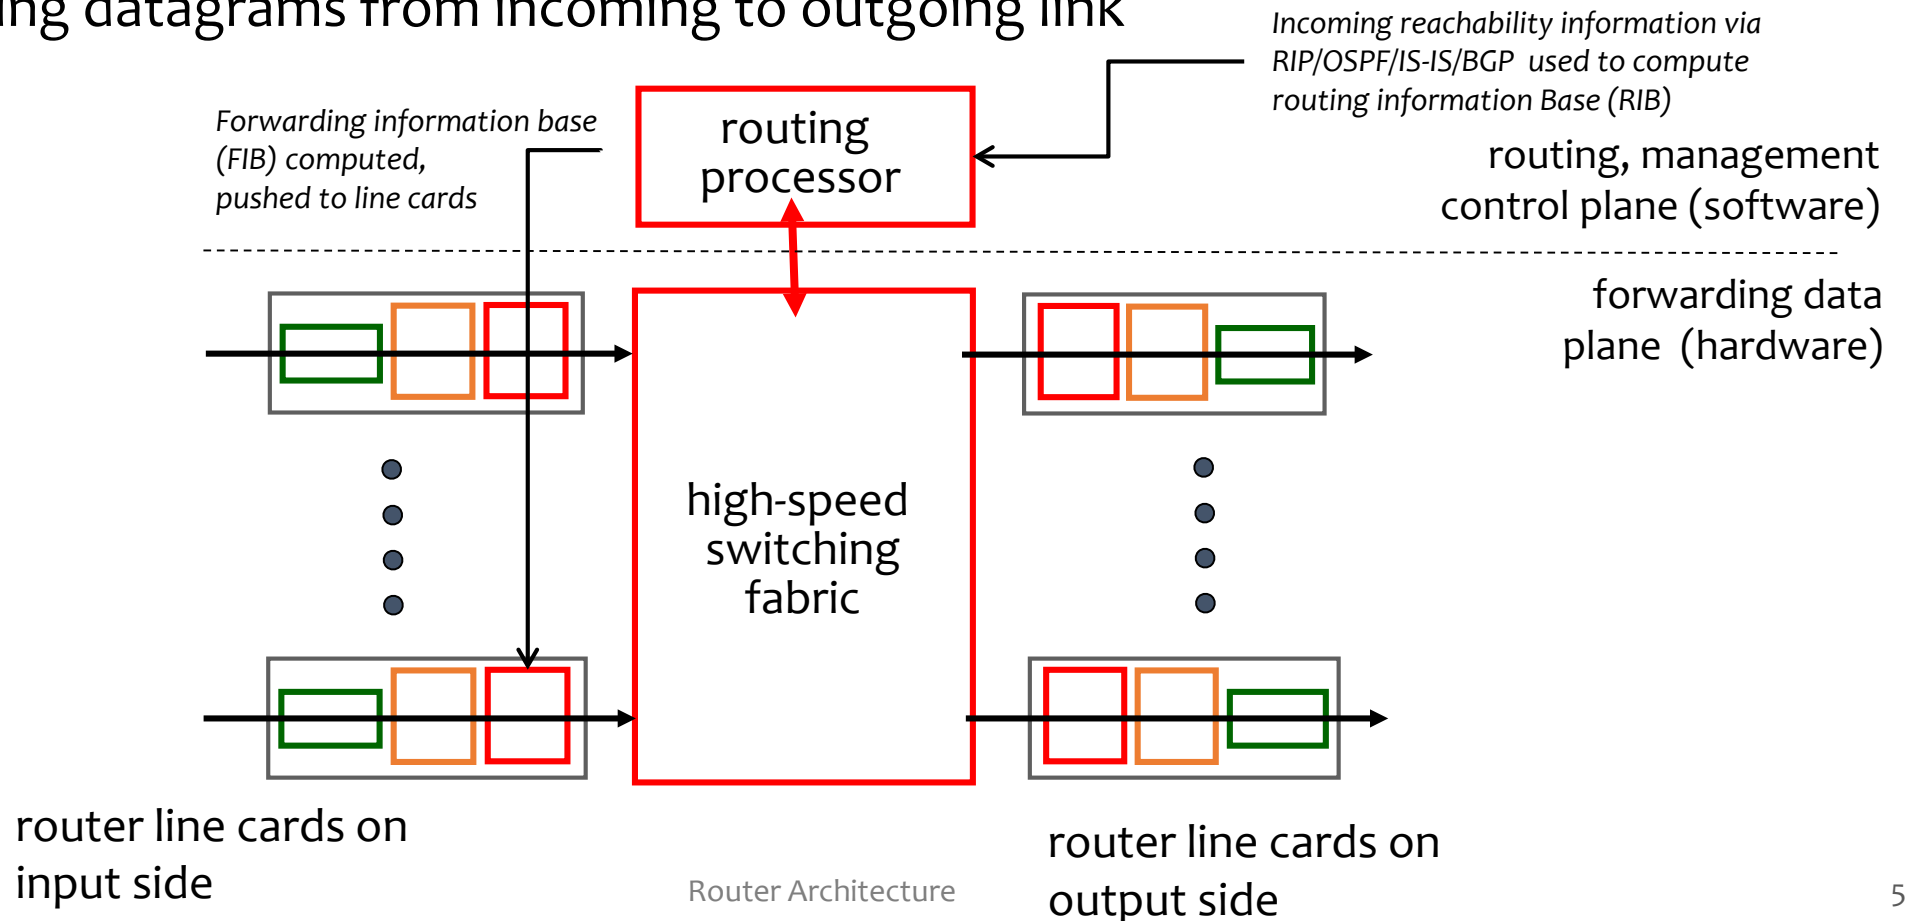 ing datagrams from incoming to outgoing link
Incoming reachability information via
RIP/OSPF/IS-IS/BGP used to compute
routing information Base (RIB)
Forwarding information base
(FIB) computed,
pushed to line cards
routing
processor
routing, management
control plane (software)
forwarding data
plane (hardware)
high-speed
switching
fabric
router line cards on
input side
router line cards on
output side
Router Architecture
5